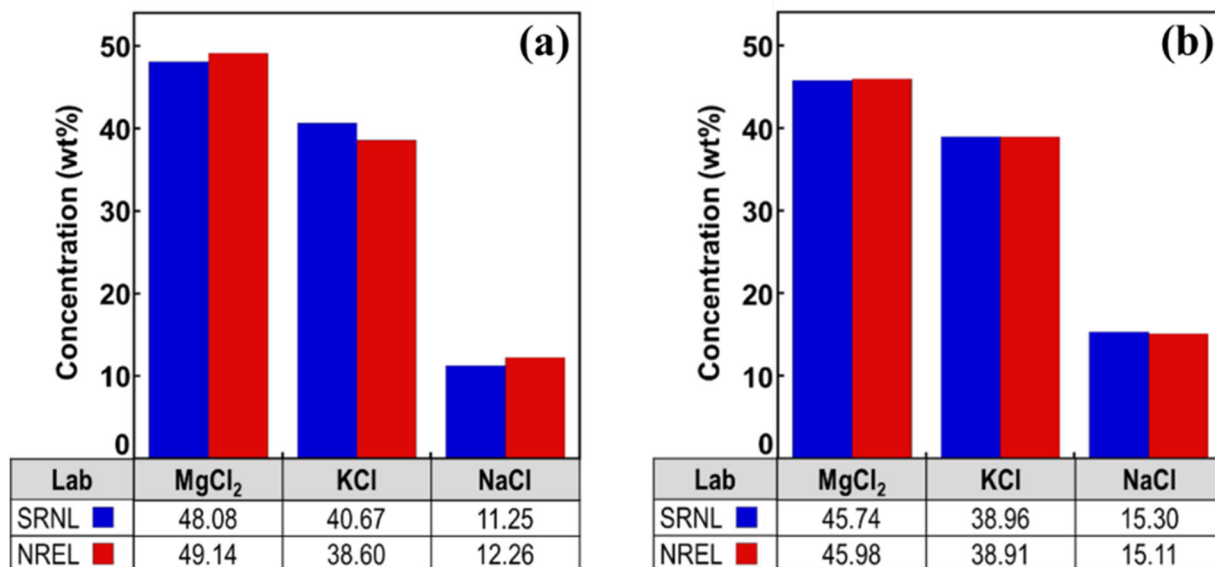 (a)
Concentration (wt%)
50
40
30
20
10
0
Lab MgCl₂ KCl NaCl
SRNL 48.08 40.67 11.25
NREL 49.14 38.60 12.26
(b)
Concentration (wt%)
50
40
30
20
10
0
Lab MgCl₂ KCl NaCl
SRNL 45.74 38.96 15.30
NREL 45.98 38.91 15.11